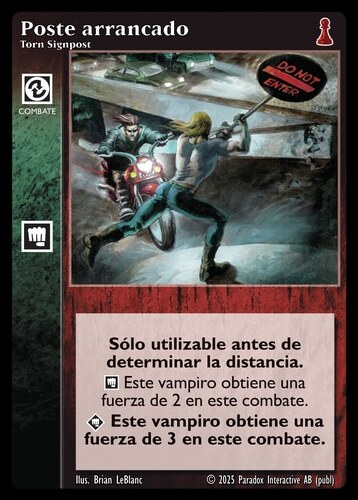 Poste arrancado
Torn Signpost
COMBATE
DO NOT
ENTER
Sólo utilizable antes de
determinar la distancia.
Este vampiro obtiene una
fuerza de 2 en este combate.
Este vampiro obtiene una
fuerza de 3 en este combate.
Ilus. Brian LeBlanc
© 2025 Paradox Interactive AB (publ)